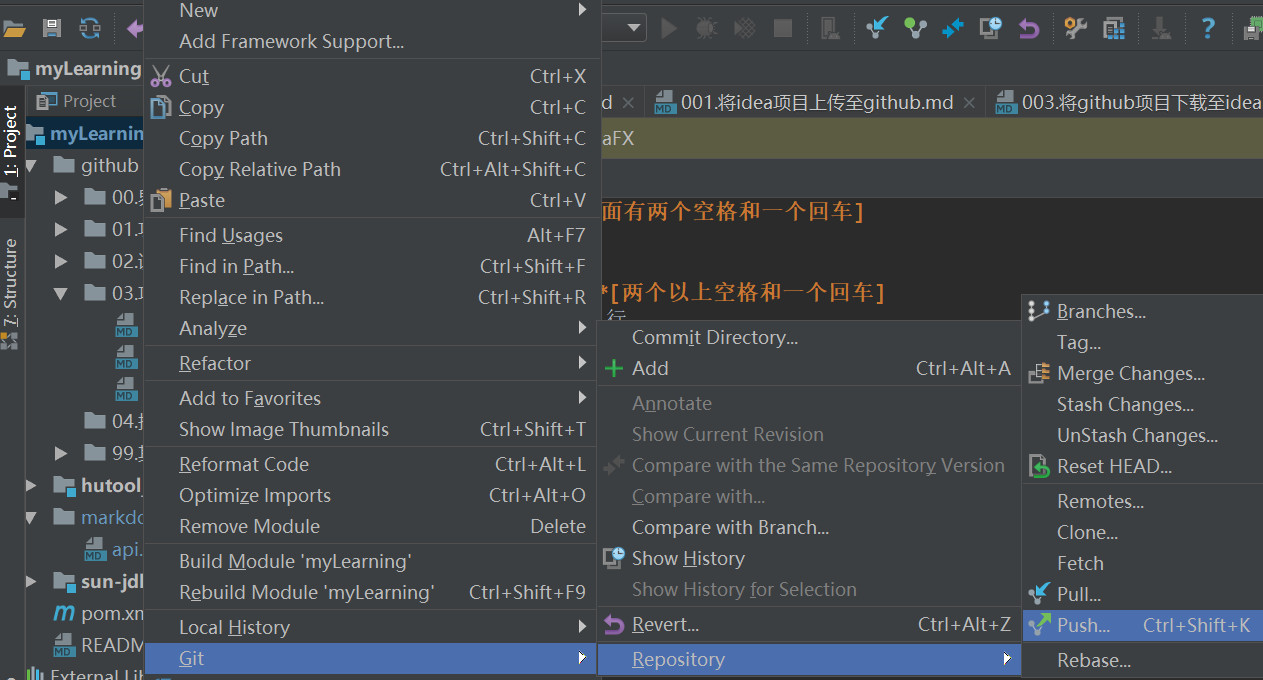 New
Add Framework Support...
myLearning
Cut Ctrl+X
Project
Copy Ctrl+C
001.将idea项目上传至github.md
003.将github项目下载至idea
myLearnin
Copy Path Ctrl+Shift+C
aFX
1: Project
github
Copy Relative Path Ctrl+Alt+Shift+C
00.
Paste Ctrl+V
面有两个空格和一个回车]
01.
Find Usages Alt+F7
02.
Find in Path... Ctrl+Shift+F
7: Structure
03.
Replace in Path... Ctrl+Shift+R
*[两个以上空格和一个回车]
行
MD
Analyze
MD
Refactor
MD
Add to Favorites
04.
Show Image Thumbnails Ctrl+Shift+T
99.
Reformat Code Ctrl+Alt+L
hutool
Optimize Imports Ctrl+Alt+O
markdo
Remove Module Delete
MD api.
Build Module 'myLearning'
sun-jdl
Rebuild Module 'myLearning' Ctrl+Shift+F9
pom.xm
Local History
MD READM
Git
External Lib
Commit Directory...
Add Ctrl+Alt+A
Annotate
Show Current Revision
Compare with the Same Repository Version
Compare with...
Compare with Branch...
Show History
Show History for Selection
Revert... Ctrl+Alt+Z
Repository
Branches...
Tag...
Merge Changes...
Stash Changes...
UnStash Changes...
Reset HEAD...
Remotes...
Clone...
Fetch
Pull...
Push... Ctrl+Shift+K
Rebase...